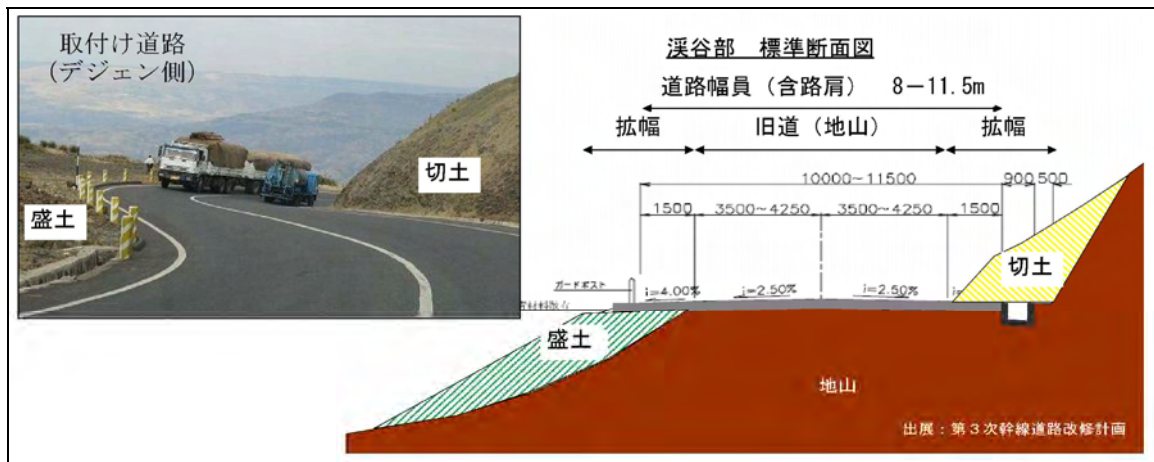 取付け道路
(デジェン側)
切土
盛土
渓谷部 標準断面図
道路幅員（含路肩） 8－11.5m
拡幅 旧道（地山） 拡幅
10000~11500 900 500
1500 3500~4250 3500~4250 1500
切土
ガードポスト
i=4.00% i=2.50% i=2.50%
盛土
地山
出展：第３次幹線道路改修計画